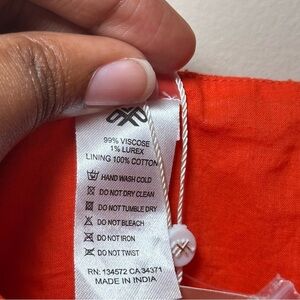 99% VISCOSE
1% LUREX
LINING 100% COTTON
HAND WASH COLD
DO NOT DRY CLEAN
DO NOT TUMBLE DRY
DO NOT BLEACH
DO NOT IRON
DO NOT TWIST
RN: 134572 CA 34371
MADE IN INDIA